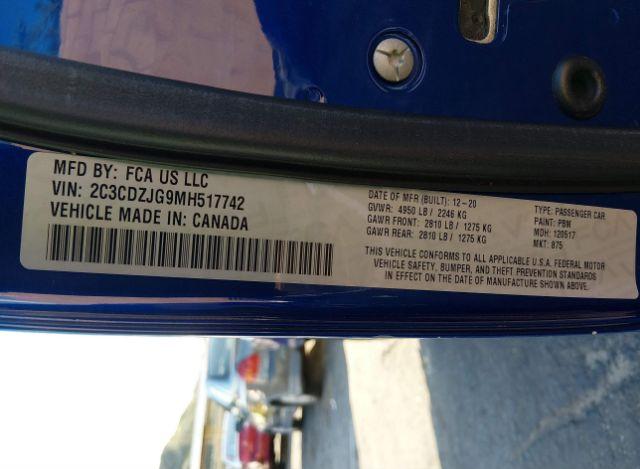 MFD BY: FCA US LLC
VIN: 2C3CDZJG9MH517742
VEHICLE MADE IN: CANADA
DATE OF MFR (BUILT): 12-20
GVWR: 4950 LB / 2246 KG
GAWR FRONT: 2810 LB / 1275 KG
GAWR REAR: 2810 LB / 1275 KG
TYPE: PASSENGER CAR
PAINT: PBM
MDH: 120517
MKT: 875
THIS VEHICLE CONFORMS TO ALL APPLICABLE U.S.A. FEDERAL MOTOR
VEHICLE SAFETY, BUMPER, AND THEFT PREVENTION STANDARDS
IN EFFECT ON THE DATE OF MANUFACTURE SHOWN ABOVE.